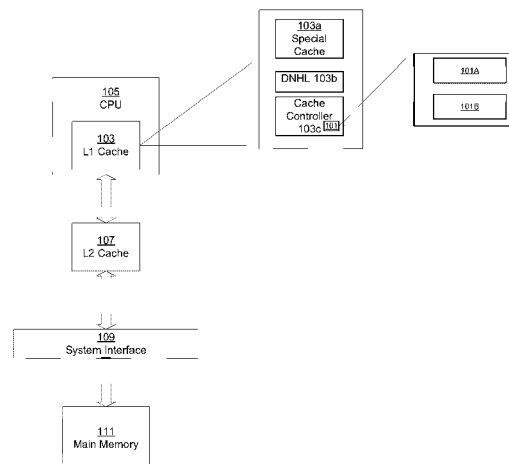 103a
Special
Cache
DNHL 103b
Cache
Controller
103c
101
101A
101B
105
CPU
103
L1 Cache
107
L2 Cache
109
System Interface
111
Main Memory